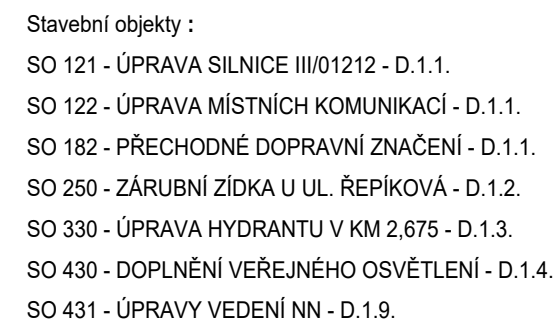 Stavební objekty :
SO 121 - ÚPRAVA SILNICE III/01212 - D.1.1.
SO 122 - ÚPRAVA MÍSTNÍCH KOMUNIKACÍ - D.1.1.
SO 182 - PŘECHODNÉ DOPRAVNÍ ZNAČENÍ - D.1.1.
SO 250 - ZÁRUBNÍ ZÍDKA U UL. ŘEPÍKOVÁ - D.1.2.
SO 330 - ÚPRAVA HYDRANTU V KM 2,675 - D.1.3.
SO 430 - DOPLNĚNÍ VEŘEJNÉHO OSVĚTLENÍ - D.1.4.
SO 431 - ÚPRAVY VEDENÍ NN - D.1.9.